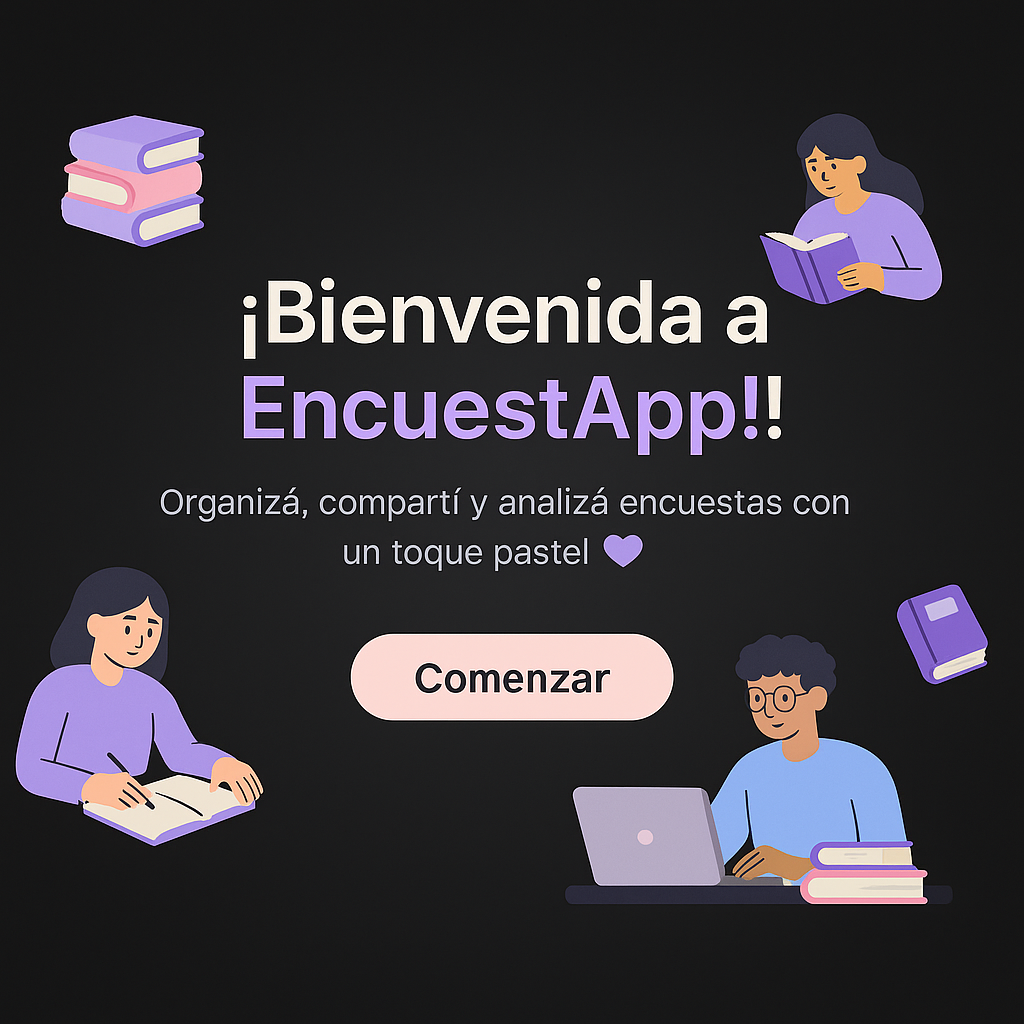 ¡Bienvenida a
EncuestApp!!
Organizá, compartí y analizá encuestas con
un toque pastel 💜
Comenzar